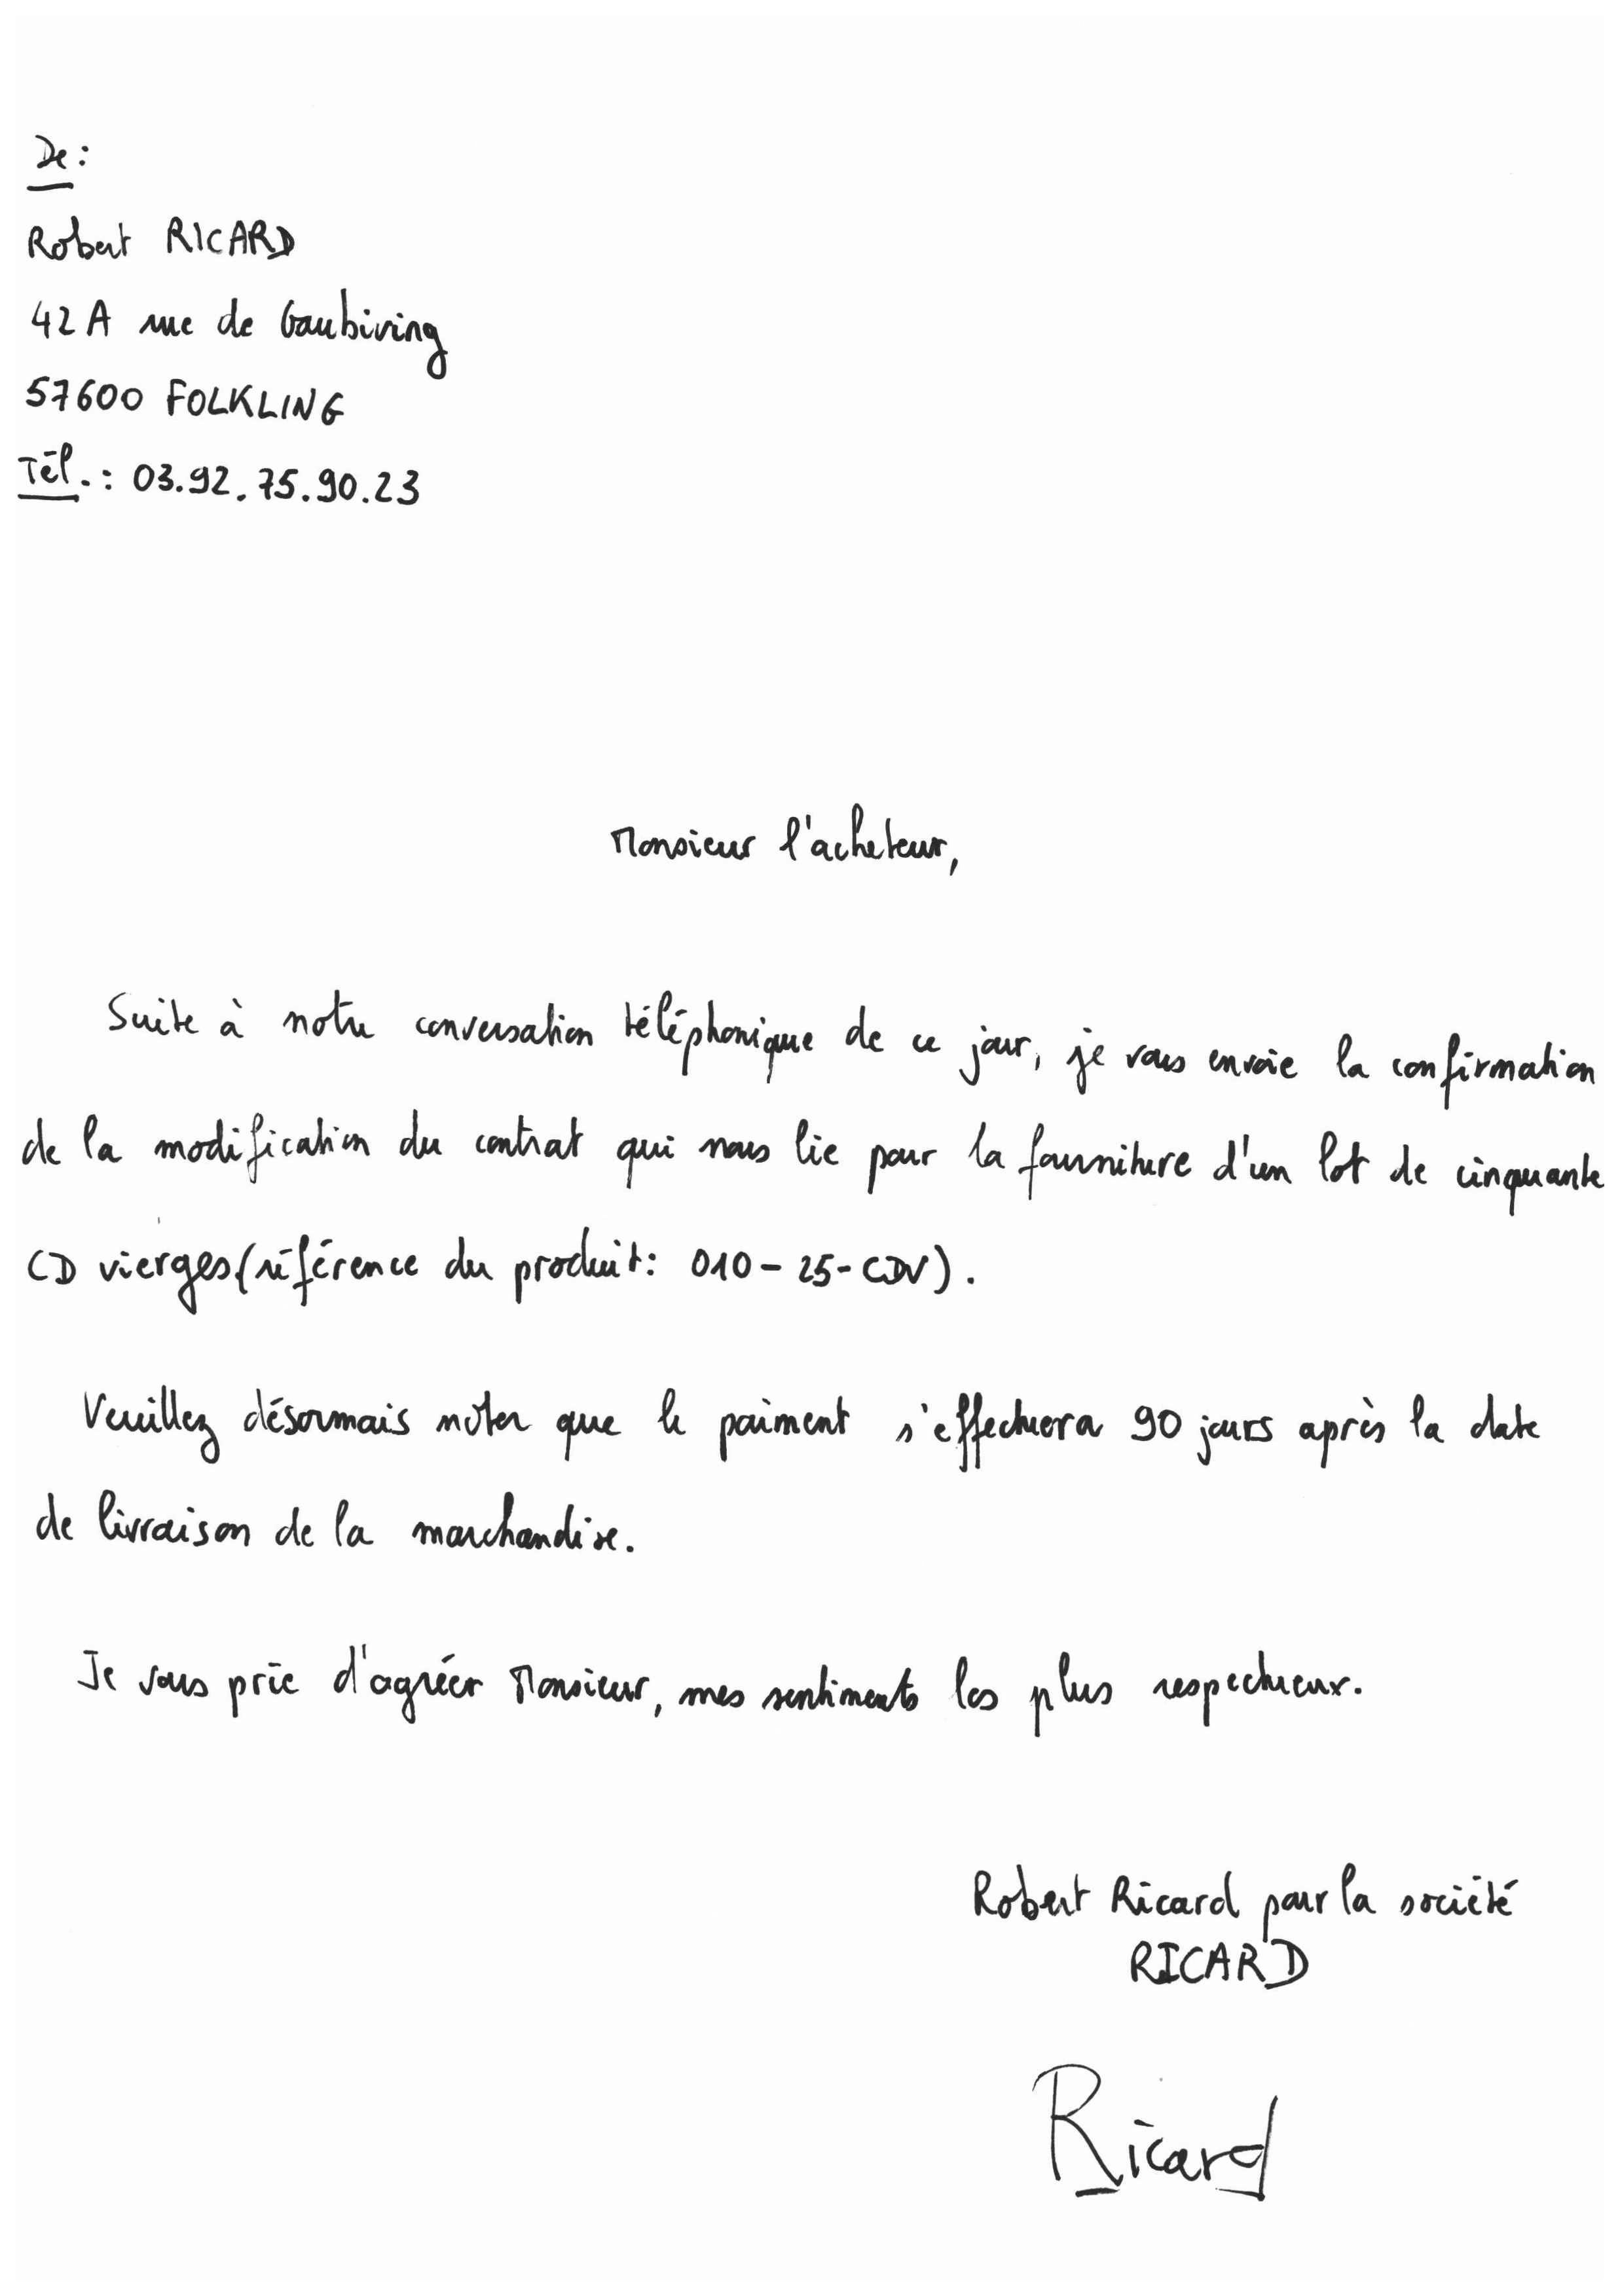 De :
Robert RICARD
42 A rue de Gaubiving
57600 FOLKLING
Tél. : 03.92.75.90.23
Monsieur l'acheteur,
Suite à notre conversation téléphonique de ce jour, je vous envoie la confirmation
de la modification du contrat qui nous lie pour la fourniture d'un lot de cinquante
CD vierges (référence du produit : 010-25-CDV).
Veuillez désormais noter que le paiment s'effectuera 90 jours après la date
de livraison de la marchandise.
Je vous prie d'agréer Monsieur, mes sentiments les plus respectueux.
Robert Ricard pour la société
RICARD
Ricard